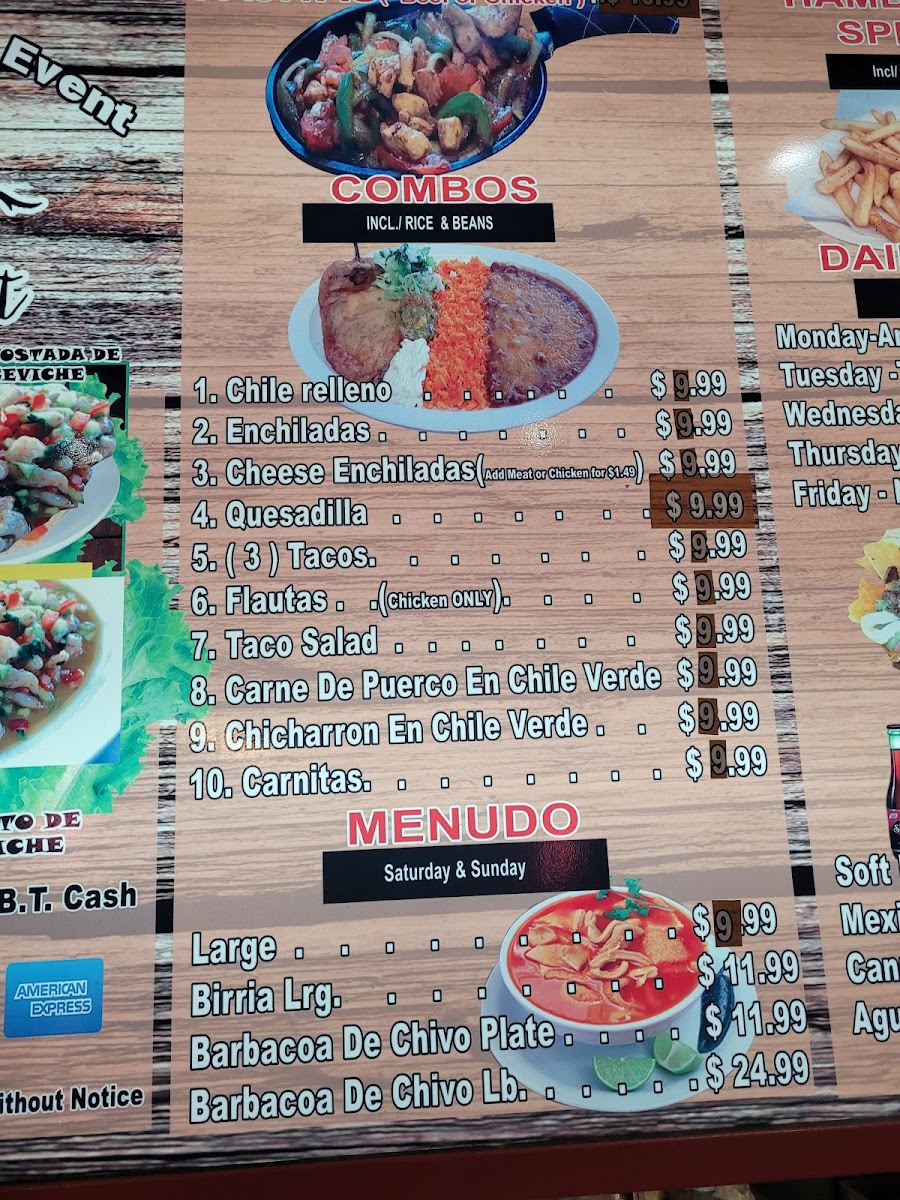 Event
OSTADA DE
EVICHE
TO DE
ICHE
B.T. Cash
AMERICAN
EXPRESS
ithout Notice
COMBOS
INCL./ RICE & BEANS
1. Chile relleno . . . . . $ 9.99
2. Enchiladas . . . . . . . $ 9.99
3. Cheese Enchiladas(Add Meat or Chicken for $1.49) $ 9.99
4. Quesadilla . . . . . . . $ 9.99
5. ( 3 ) Tacos. . . . . . . $ 9.99
6. Flautas . .(Chicken ONLY). . . . $ 9.99
7. Taco Salad . . . . . . . $ 9.99
8. Carne De Puerco En Chile Verde $ 9.99
9. Chicharron En Chile Verde . . $ 9.99
10. Carnitas. . . . . . . . $ 9.99
MENUDO
Saturday & Sunday
Large . . . . . . . . . $ 9.99
Birria Lrg. . . . . . . . $ 11.99
Barbacoa De Chivo Plate . . . . $ 11.99
Barbacoa De Chivo Lb. . . . . . $ 24.99
SP
Incl/
DAI
Monday-A
Tuesday -
Wednesda
Thursday
Friday -
Soft
Mexi
Can
Agu